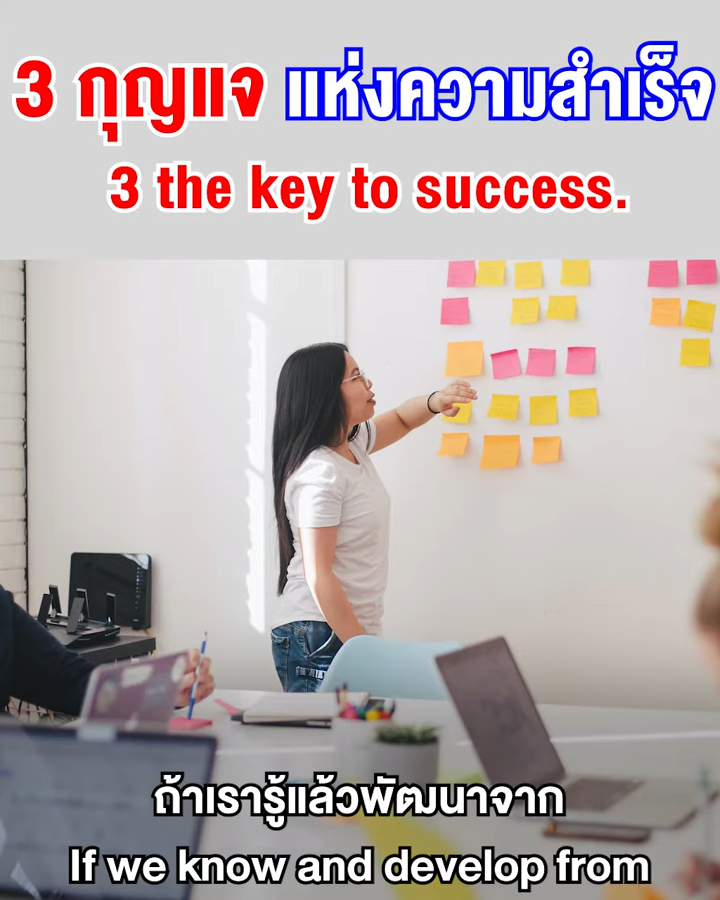 3 กุญแจ แห่งความสำเร็จ
3 the key to success.
ถ้าเรารู้แล้วพัฒนาจาก
If we know and develop from